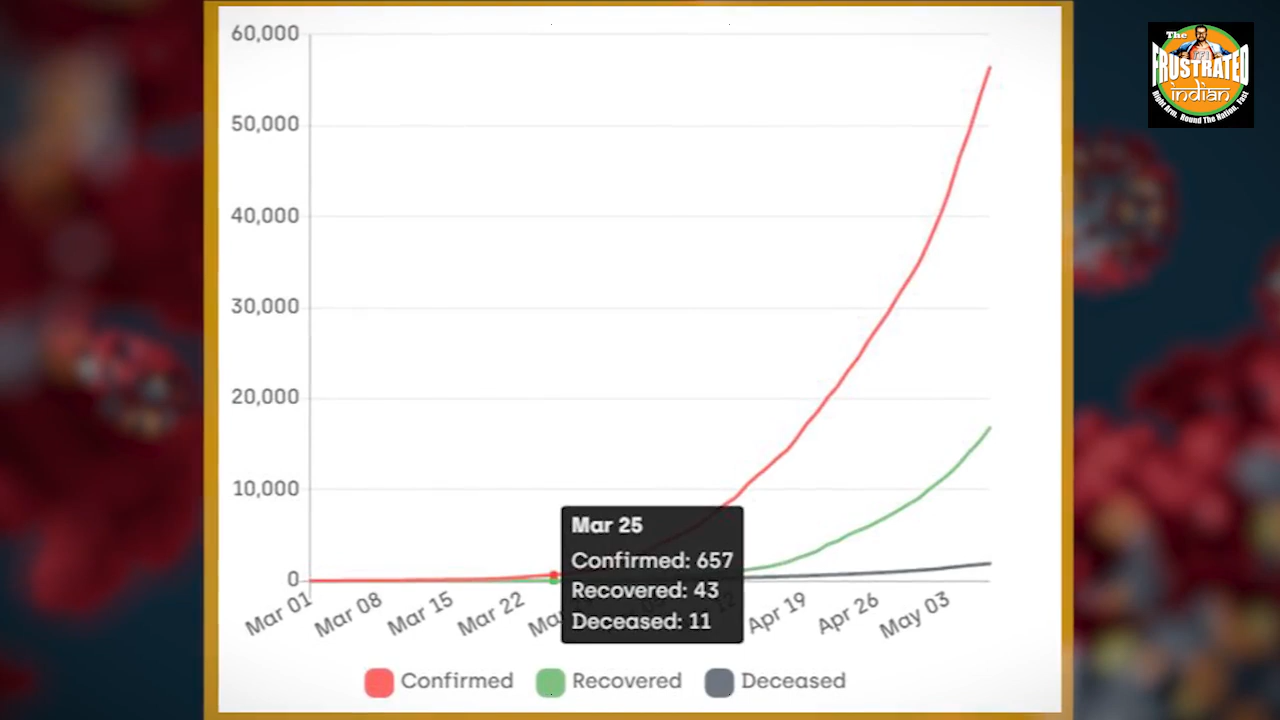 The
FRUSTRATED
indian
Right Arm, Round The Nation, Fast
60,000
50,000
40,000
30,000
20,000
10,000
0
Mar 25
Confirmed: 657
Recovered: 43
Deceased: 11
Mar 01
Mar 08
Mar 15
Mar 22
Apr 19
Apr 26
May 03
Confirmed
Recovered
Deceased